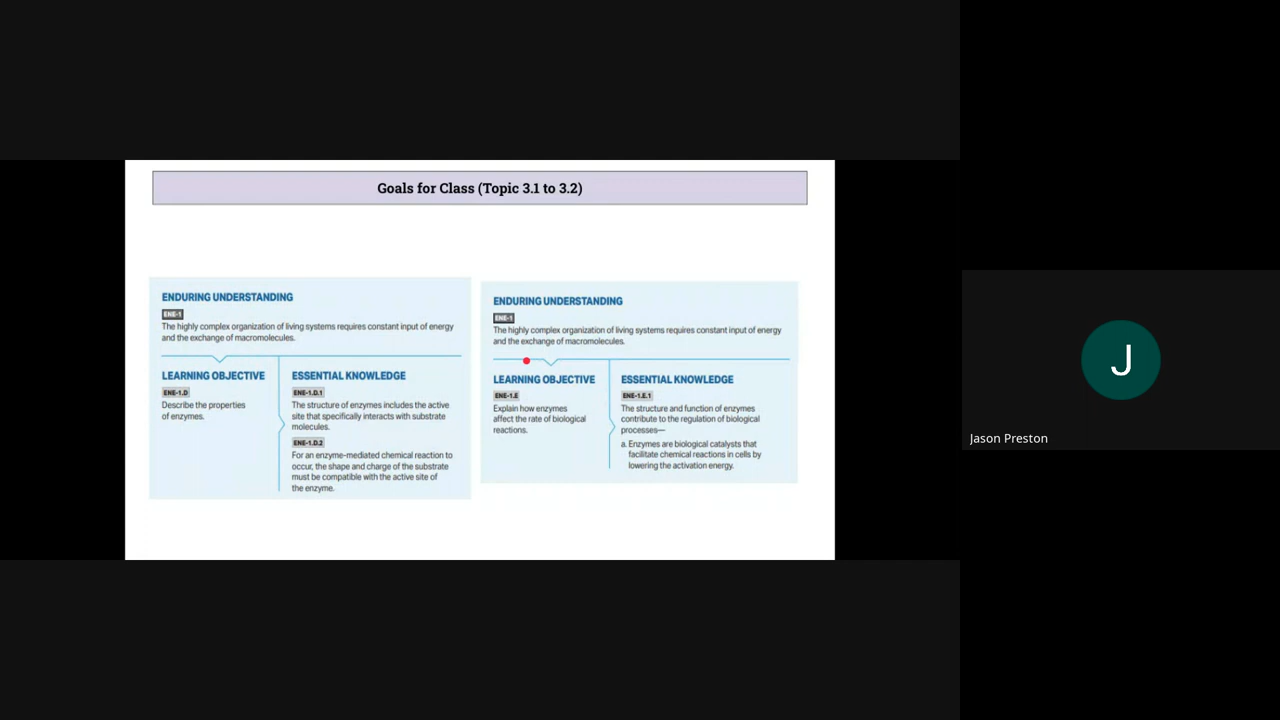 Goals for Class (Topic 3.1 to 3.2)
ENDURING UNDERSTANDING
ENE-1
The highly complex organization of living systems requires constant input of energy
and the exchange of macromolecules.
LEARNING OBJECTIVE
ENE-1.D
Describe the properties
of enzymes.
ESSENTIAL KNOWLEDGE
ENE-1.D.1
The structure of enzymes includes the active
site that specifically interacts with substrate
molecules.
ENE-1.D.2
For an enzyme-mediated chemical reaction to
occur, the shape and charge of the substrate
must be compatible with the active site of
the enzyme.
ENDURING UNDERSTANDING
ENE-1
The highly complex organization of living systems requires constant input of energy
and the exchange of macromolecules.
LEARNING OBJECTIVE
ENE-1.E
Explain how enzymes
affect the rate of biological
reactions.
ESSENTIAL KNOWLEDGE
ENE-1.E.1
The structure and function of enzymes
contribute to the regulation of biological
processes—
a. Enzymes are biological catalysts that
facilitate chemical reactions in cells by
lowering the activation energy.
J
Jason Preston